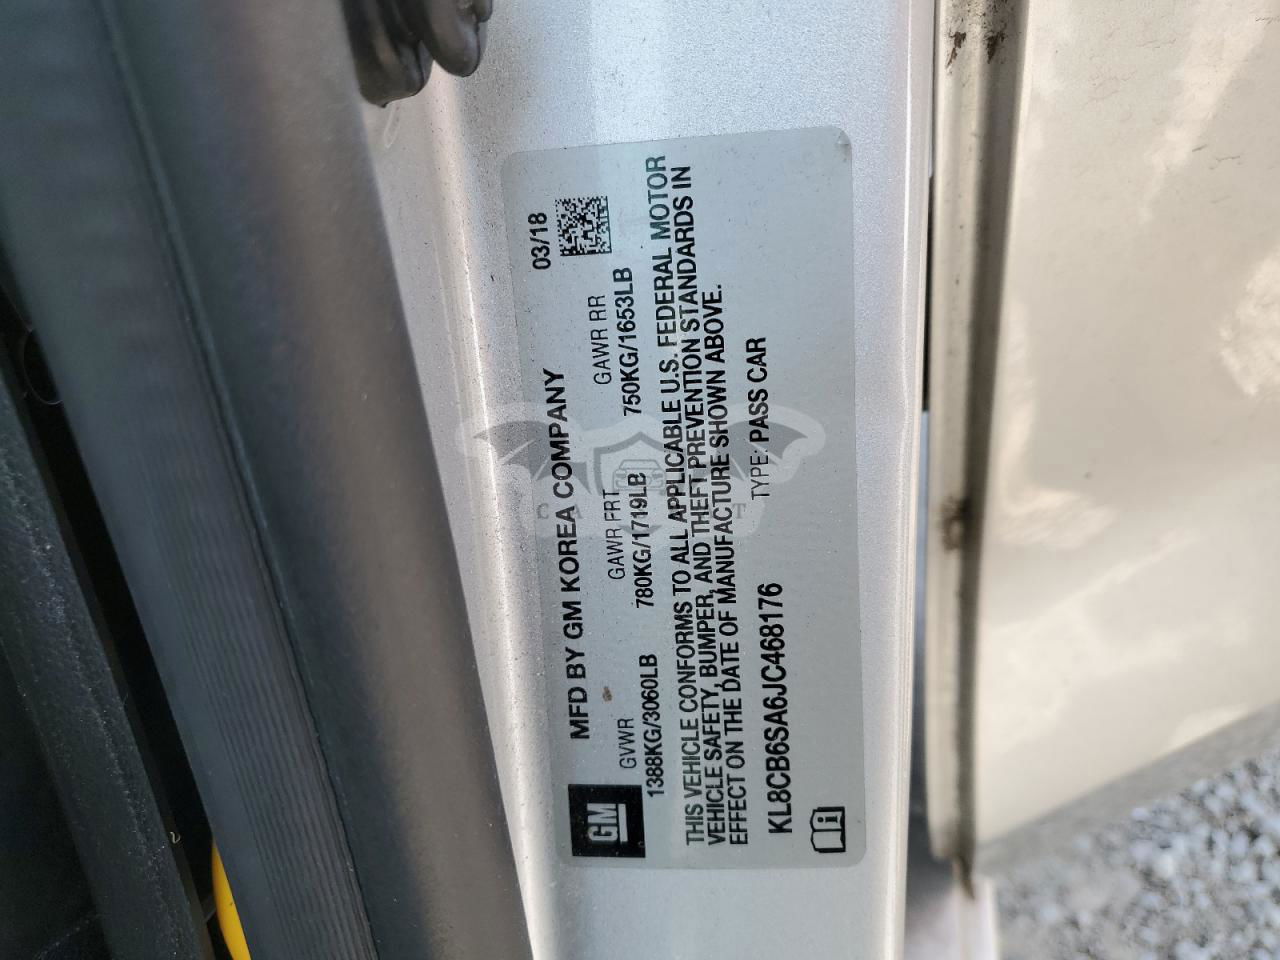 MFD BY GM KOREA COMPANY 03/18
GM
GVWR GAWR FRT GAWR RR
1388KG/3060LB 780KG/1719LB 750KG/1653LB
THIS VEHICLE CONFORMS TO ALL APPLICABLE U.S. FEDERAL MOTOR
VEHICLE SAFETY, BUMPER, AND THEFT PREVENTION STANDARDS IN
EFFECT ON THE DATE OF MANUFACTURE SHOWN ABOVE.
KL8CB6SA6JC468176 TYPE: PASS CAR